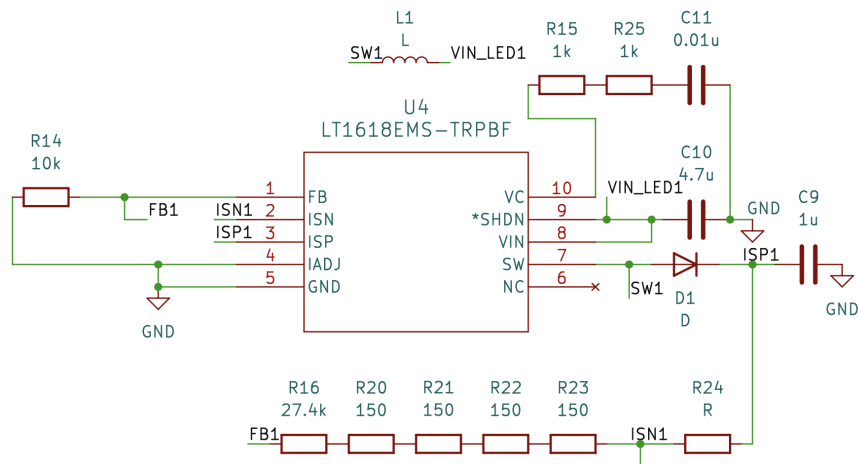 L1
L
SW1
VIN_LED1
R15
1k
R25
1k
C11
0.01u
U4
LT1618EMS-TRPBF
R14
10k
FB1
1
FB
ISN1
2
ISN
ISP1
3
ISP
4
IADJ
5
GND
GND
VC
10
*SHDN
9
VIN
8
SW
7
NC
6
VIN_LED1
C10
4.7u
GND
C9
1u
SW1
D1
D
ISP1
GND
R16
27.4k
R20
150
R21
150
R22
150
R23
150
R24
R
FB1
ISN1